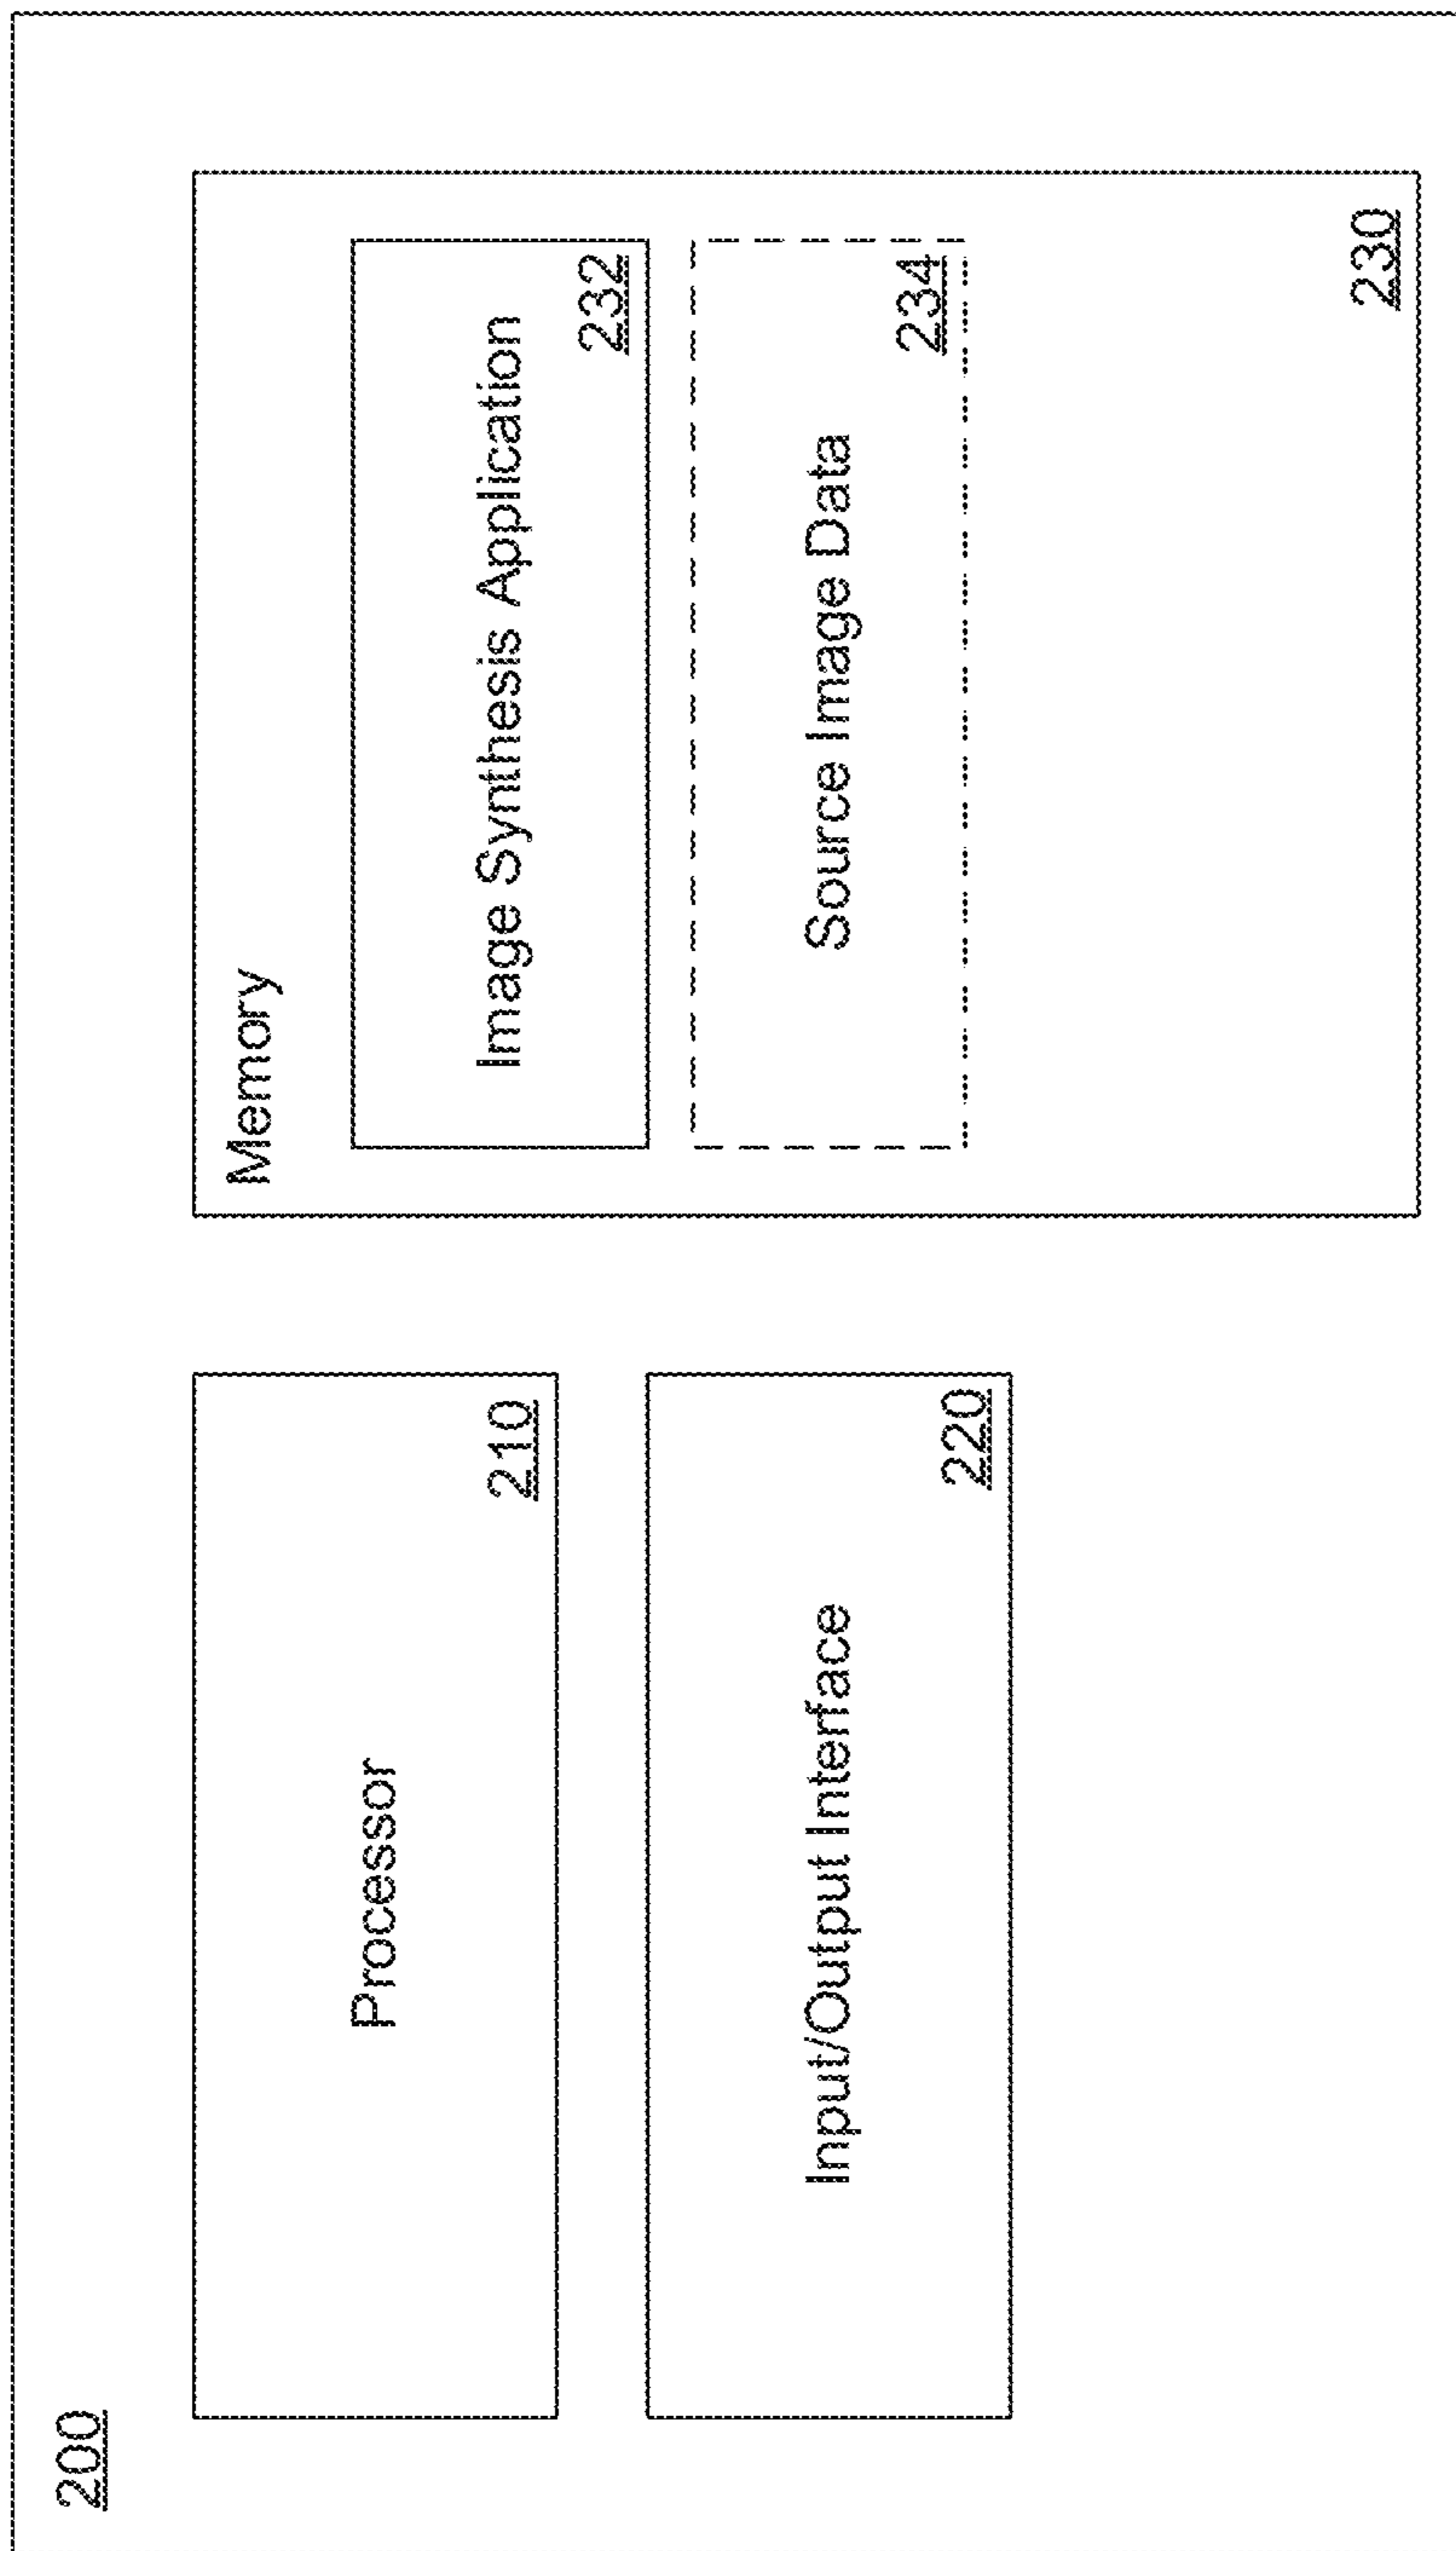 200
Processor
210
Input/Output Interface
220
Memory
Image Synthesis Application
232
Source Image Data
234
230